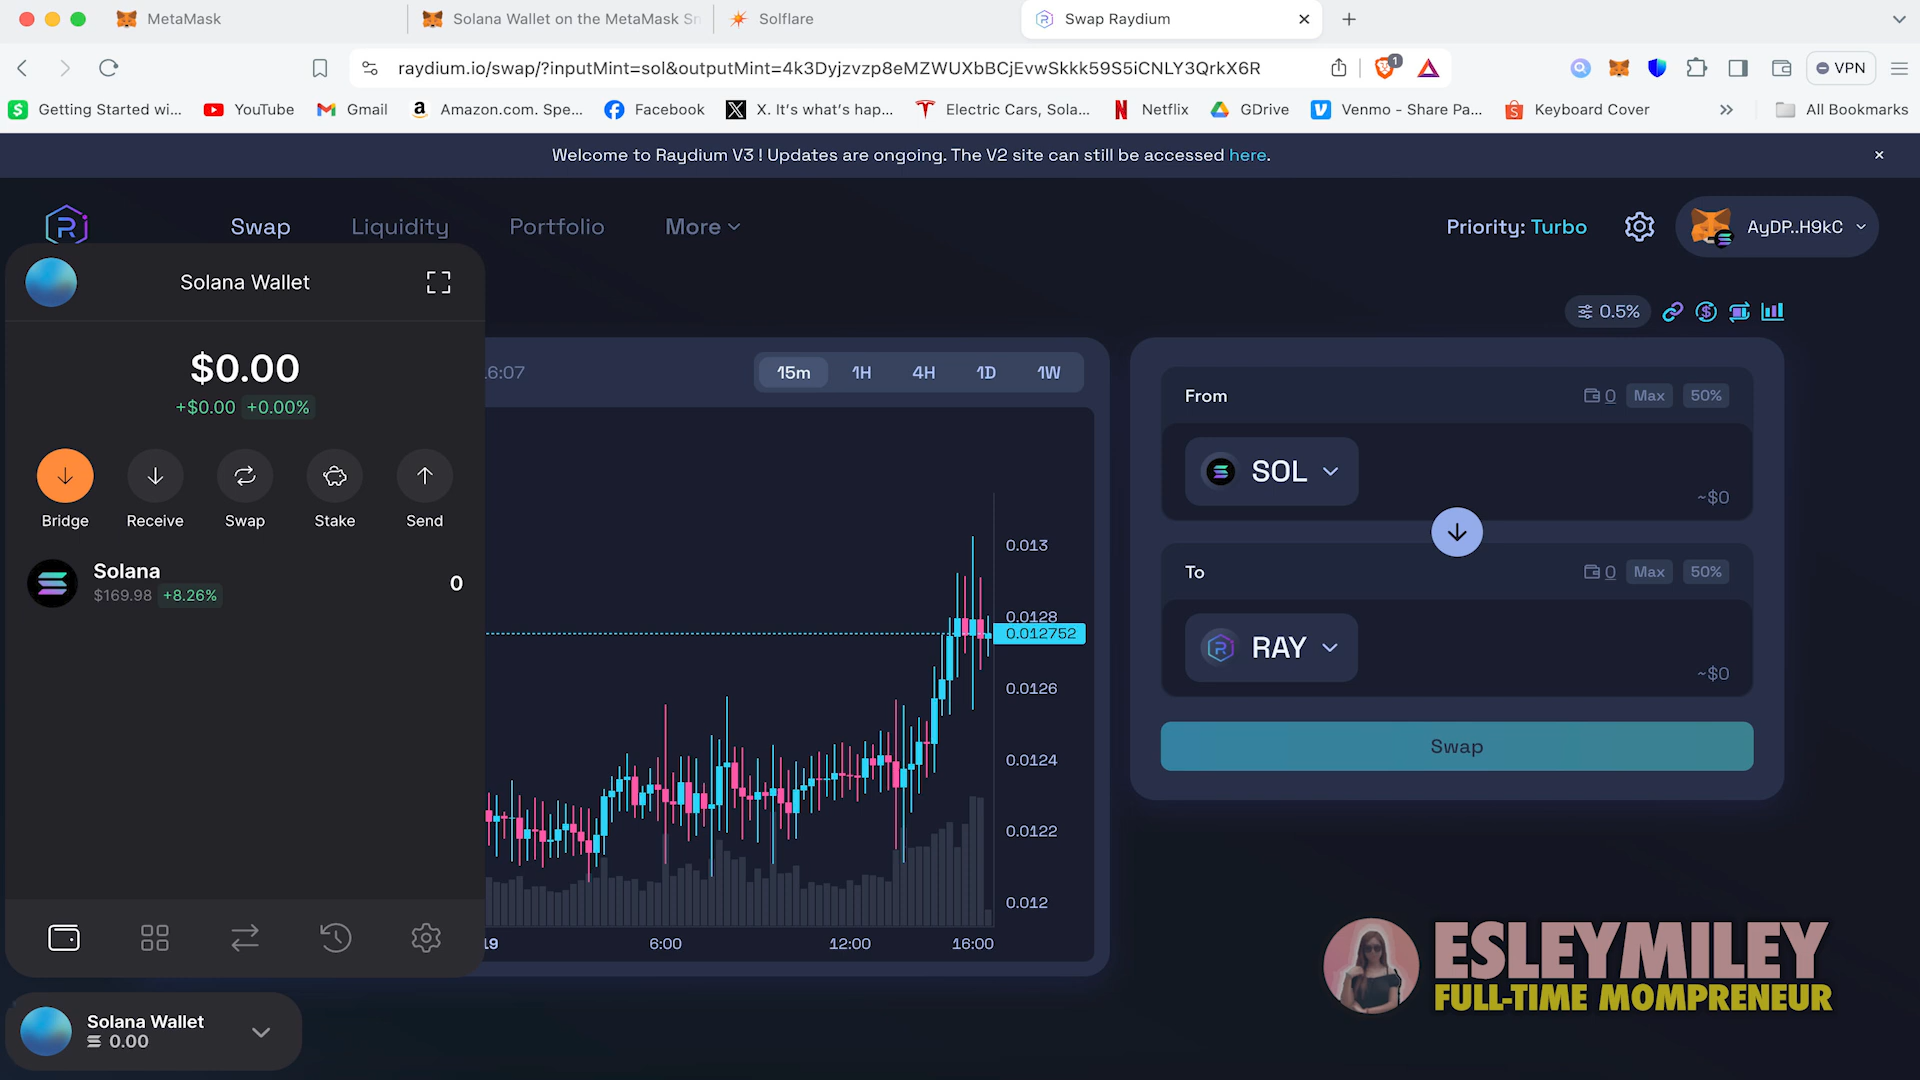 MetaMask
Solana Wallet on the MetaMask Sn
Solflare
Swap Raydium
raydium.io/swap/?inputMint=sol&outputMint=4k3Dyjzvzp8eMZWUXbBCjEvwSkkk59S5iCNLY3QrkX6R
1
VPN
Getting Started wi...
YouTube
Gmail
Amazon.com. Spe...
Facebook
X. It's what's hap...
Electric Cars, Sola...
Netflix
GDrive
Venmo - Share Pa...
Keyboard Cover
All Bookmarks
Welcome to Raydium V3 ! Updates are ongoing. The V2 site can still be accessed here.
Swap
Liquidity
Portfolio
More
Priority: Turbo
AyDP..H9kC
Solana Wallet
$0.00
+$0.00 +0.00%
Bridge
Receive
Swap
Stake
Send
Solana
$169.98 +8.26%
0
Solana Wallet
0.00
6:07
15m
1H
4H
1D
1W
0.013
0.0128
0.012752
0.0126
0.0124
0.0122
0.012
19
6:00
12:00
16:00
0.5%
From
0
Max
50%
SOL
~$0
To
0
Max
50%
RAY
~$0
Swap
ESLEYMILEY
FULL-TIME MOMPRENEUR